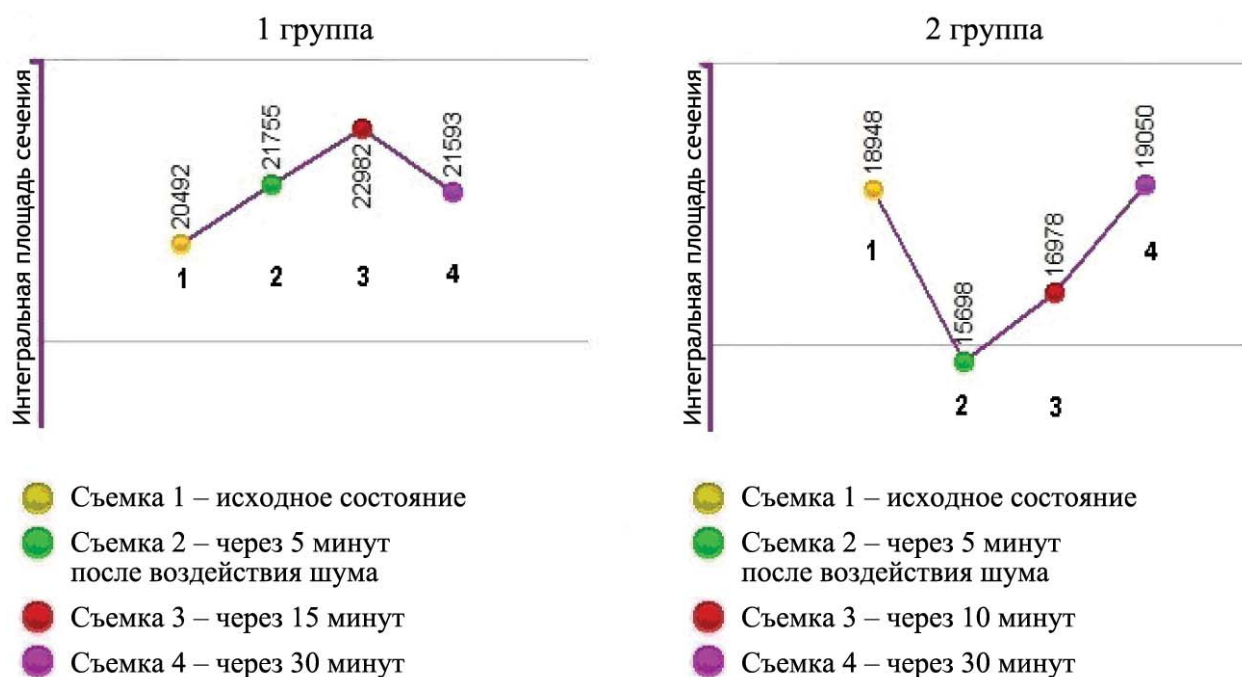 1 группа
Интегральная площадь сечения
20492
21755
22982
21593
1
2
3
4
Съемка 1 – исходное состояние
Съемка 2 – через 5 минут
после воздействия шума
Съемка 3 – через 15 минут
Съемка 4 – через 30 минут
2 группа
Интегральная площадь сечения
18948
15698
16978
19050
1
2
3
4
Съемка 1 – исходное состояние
Съемка 2 – через 5 минут
после воздействия шума
Съемка 3 – через 10 минут
Съемка 4 – через 30 минут